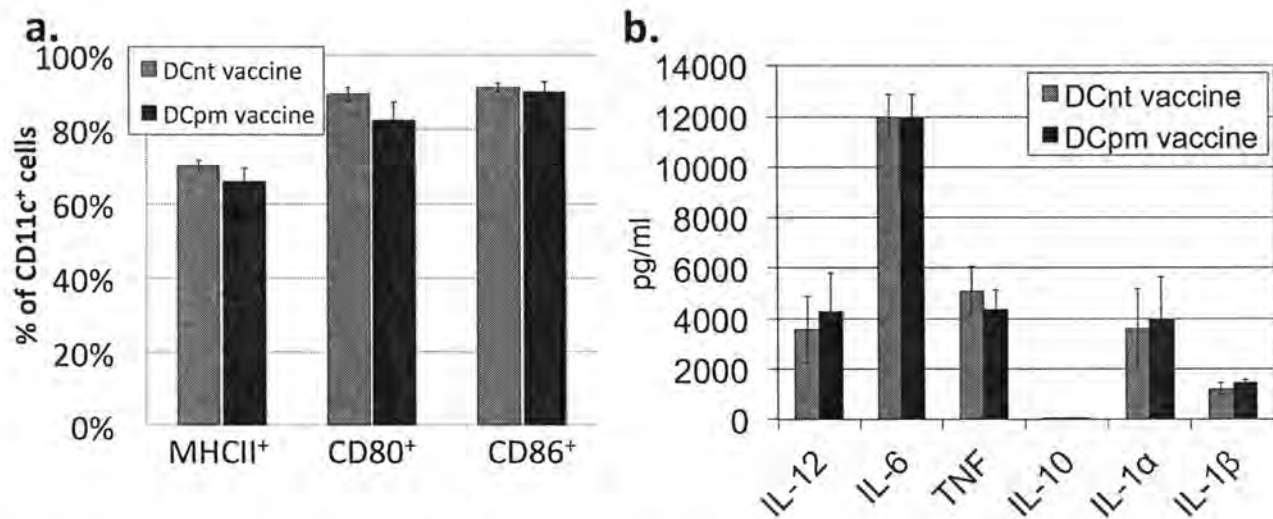 a.
% of CD11c⁺ cells
100%
80%
60%
40%
20%
0%
DCnt vaccine
DCpm vaccine
MHCII⁺
CD80⁺
CD86⁺
b.
pg/ml
14000
12000
10000
8000
6000
4000
2000
0
DCnt vaccine
DCpm vaccine
IL-12
IL-6
TNF
IL-10
IL-1α
IL-1β